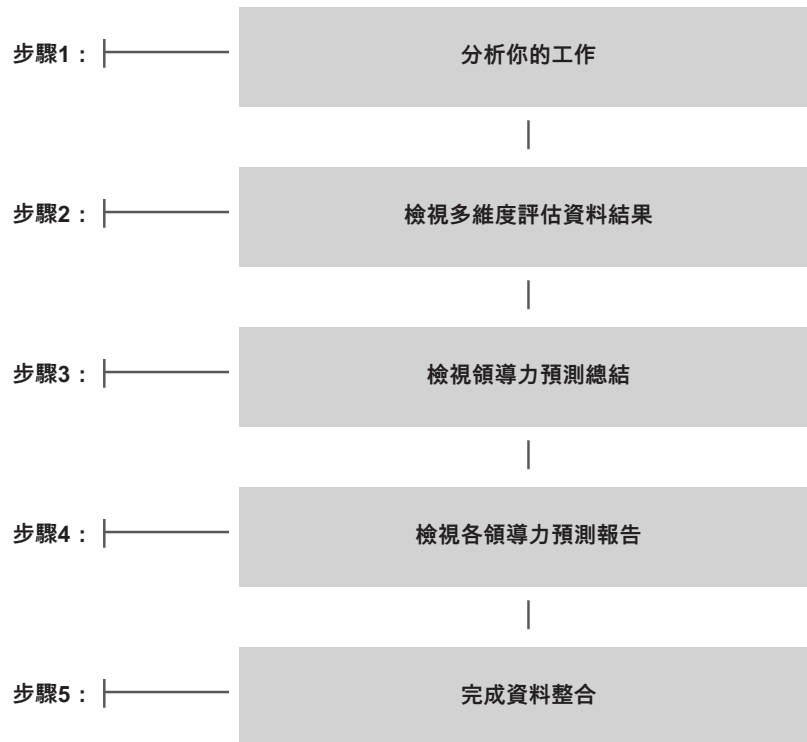 步驟1： 分析你的工作
步驟2： 檢視多維度評估資料結果
步驟3： 檢視領導力預測總結
步驟4： 檢視各領導力預測報告
步驟5： 完成資料整合